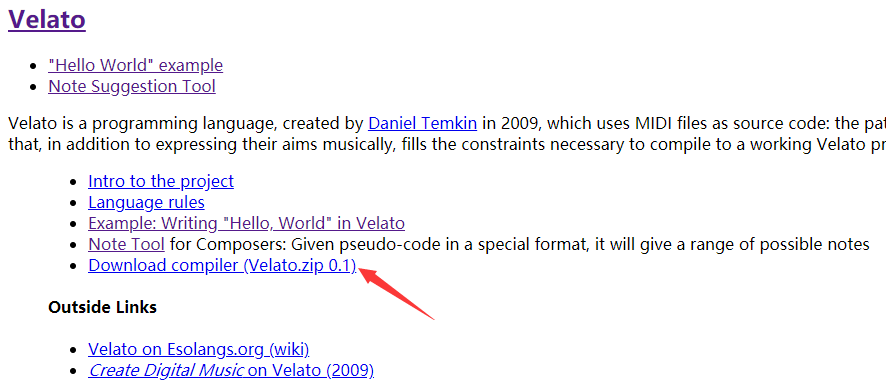 Velato
"Hello World" example
Note Suggestion Tool
Velato is a programming language, created by Daniel Temkin in 2009, which uses MIDI files as source code: the
that, in addition to expressing their aims musically, fills the constraints necessary to compile to a working Velato
Intro to the project
Language rules
Example: Writing "Hello, World" in Velato
Note Tool for Composers: Given pseudo-code in a special format, it will give a range of possible notes
Download compiler (Velato.zip 0.1)
Outside Links
Velato on Esolangs.org (wiki)
Create Digital Music on Velato (2009)